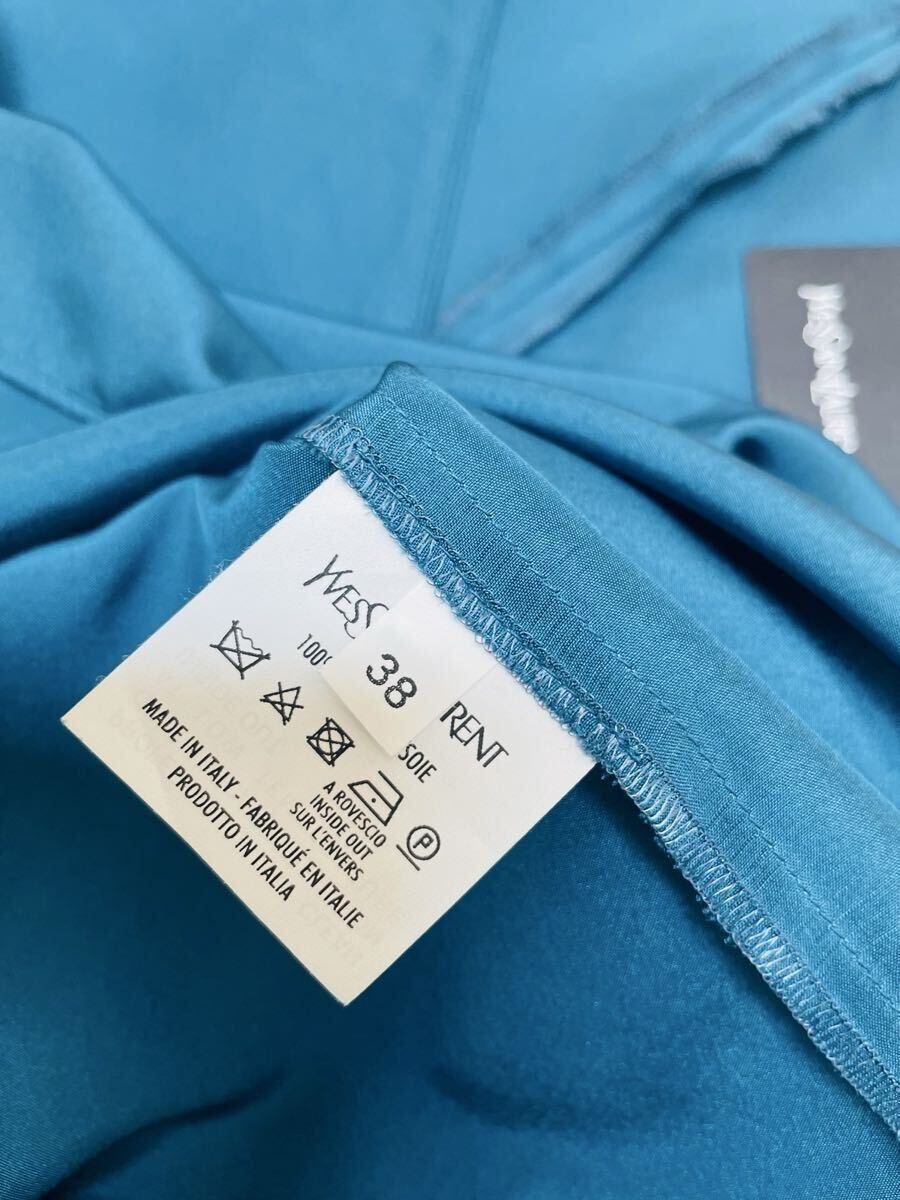 YVES S
RENT
38
100%
SOIE
A ROVESCIO
INSIDE OUT
SUR L'ENVERS
P
MADE IN ITALY - FABRIQUÉ EN ITALIE
PRODOTTO IN ITALIA